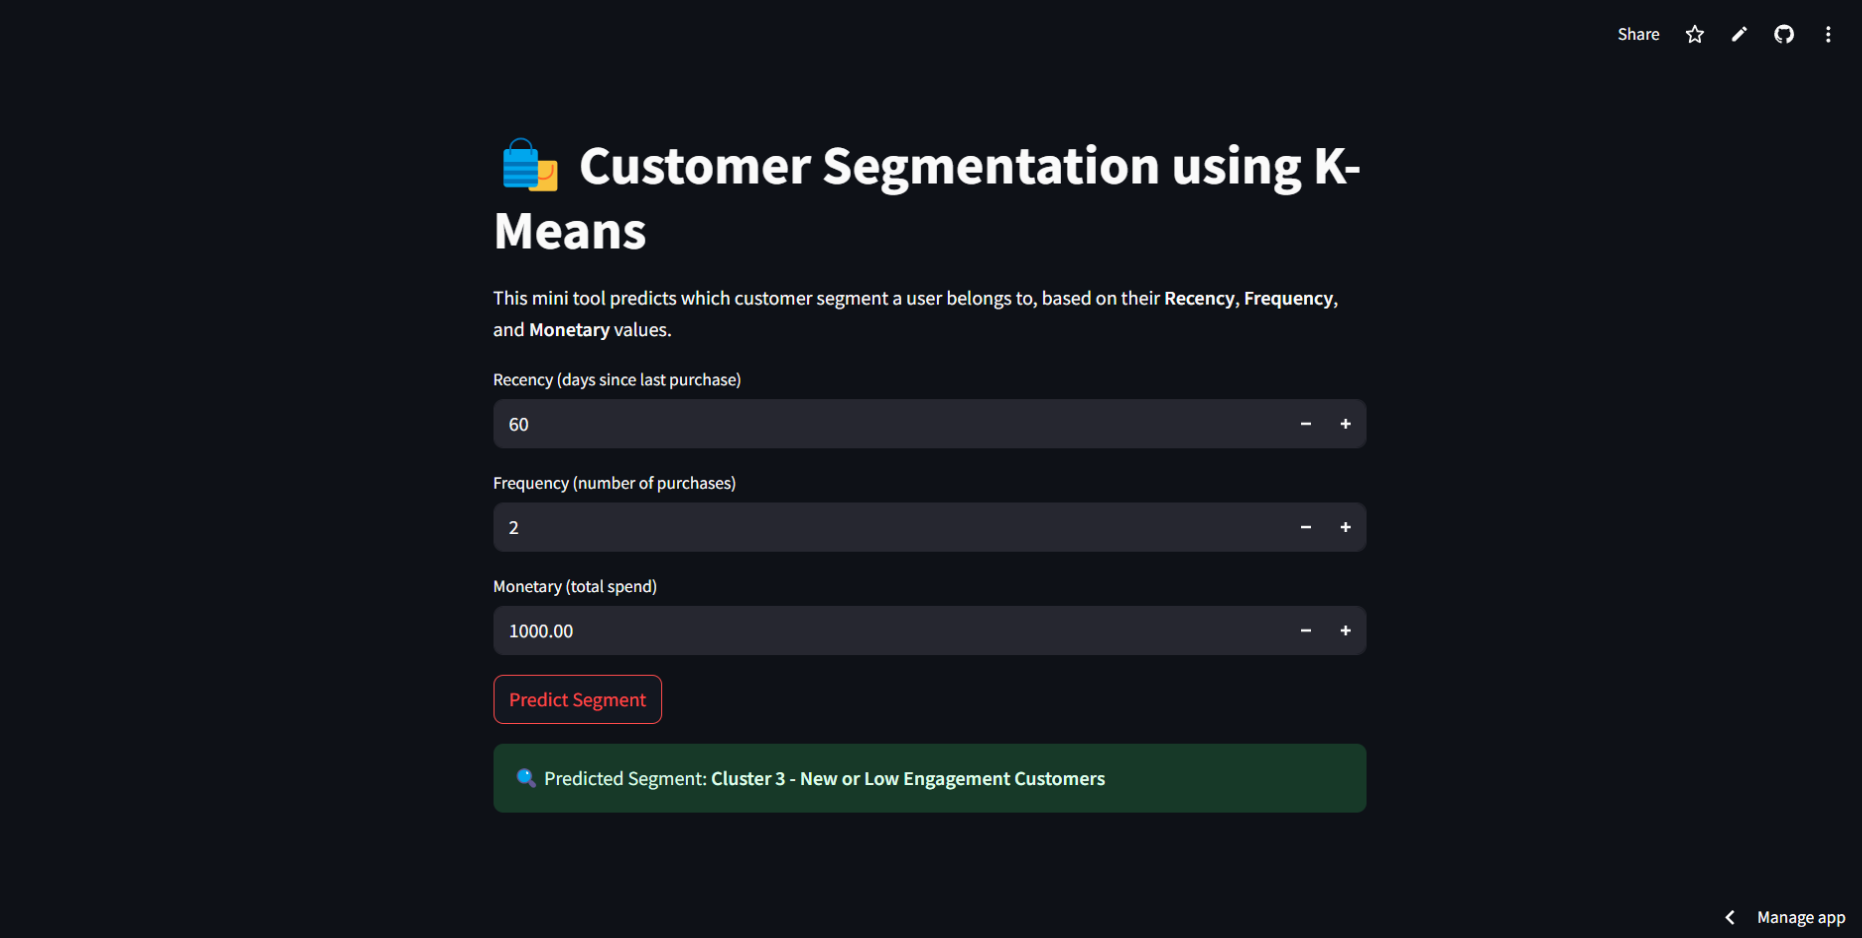 Share
Customer Segmentation using K-
Means
This mini tool predicts which customer segment a user belongs to, based on their Recency, Frequency,
and Monetary values.
Recency (days since last purchase)
60
Frequency (number of purchases)
2
Monetary (total spend)
1000.00
Predict Segment
Predicted Segment: Cluster 3 - New or Low Engagement Customers
Manage app